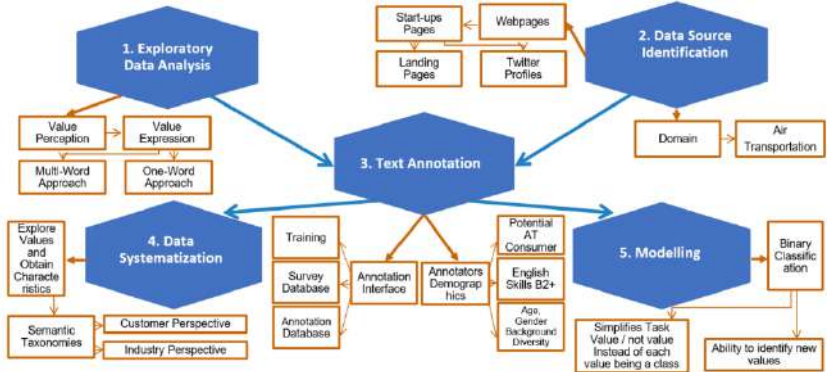 1. Exploratory
Data Analysis
Value
Perception
Value
Expression
Multi-Word
Approach
One-Word
Approach
Start-ups
Pages
Webpages
Landing
Pages
Twitter
Profiles
2. Data Source
Identification
Domain
Air
Transportation
3. Text Annotation
4. Data
Systematization
Explore
Values
and
Obtain
Characte
ristics
Semantic
Taxonomies
Customer Perspective
Industry Perspective
Training
Survey
Database
Annotation
Database
Annotation
Interface
Annotators
Demograp
hics
Potential
AT
Consumer
English
Skills B2+
Age,
Gender
Background
Diversity
5. Modelling
Binary
Classific
ation
Simplifies Task
Value / not value
Instead of each
value being a class
Ability to identify new
values